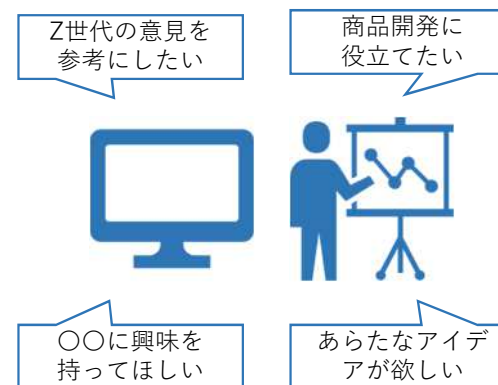 Z世代の意見を
参考にしたい
商品開発に
役立てたい
〇〇に興味を
持ってほしい
あらたなアイデ
アが欲しい